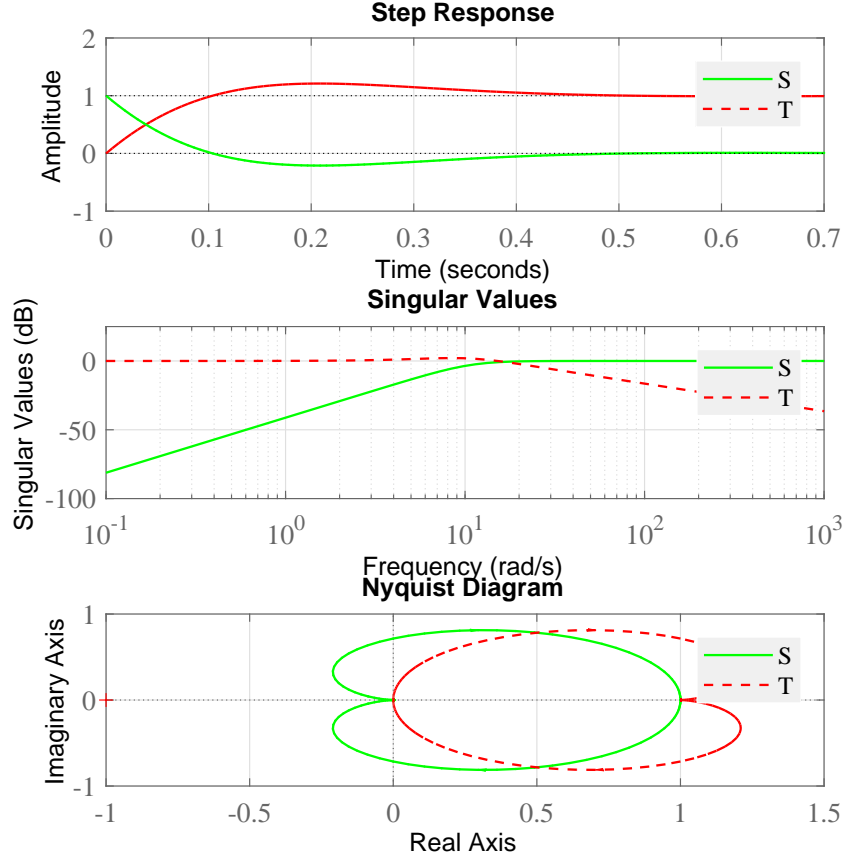 Step Response
Amplitude
2
1
0
-1
S
T
0
0.1
0.2
0.3
0.4
0.5
0.6
0.7
Time (seconds)
Singular Values
Singular Values (dB)
0
-50
-100
S
T
10^-1
10^0
10^1
10^2
10^3
Frequency (rad/s)
Nyquist Diagram
Imaginary Axis
1
0
-1
S
T
-1
-0.5
0
0.5
1
1.5
Real Axis